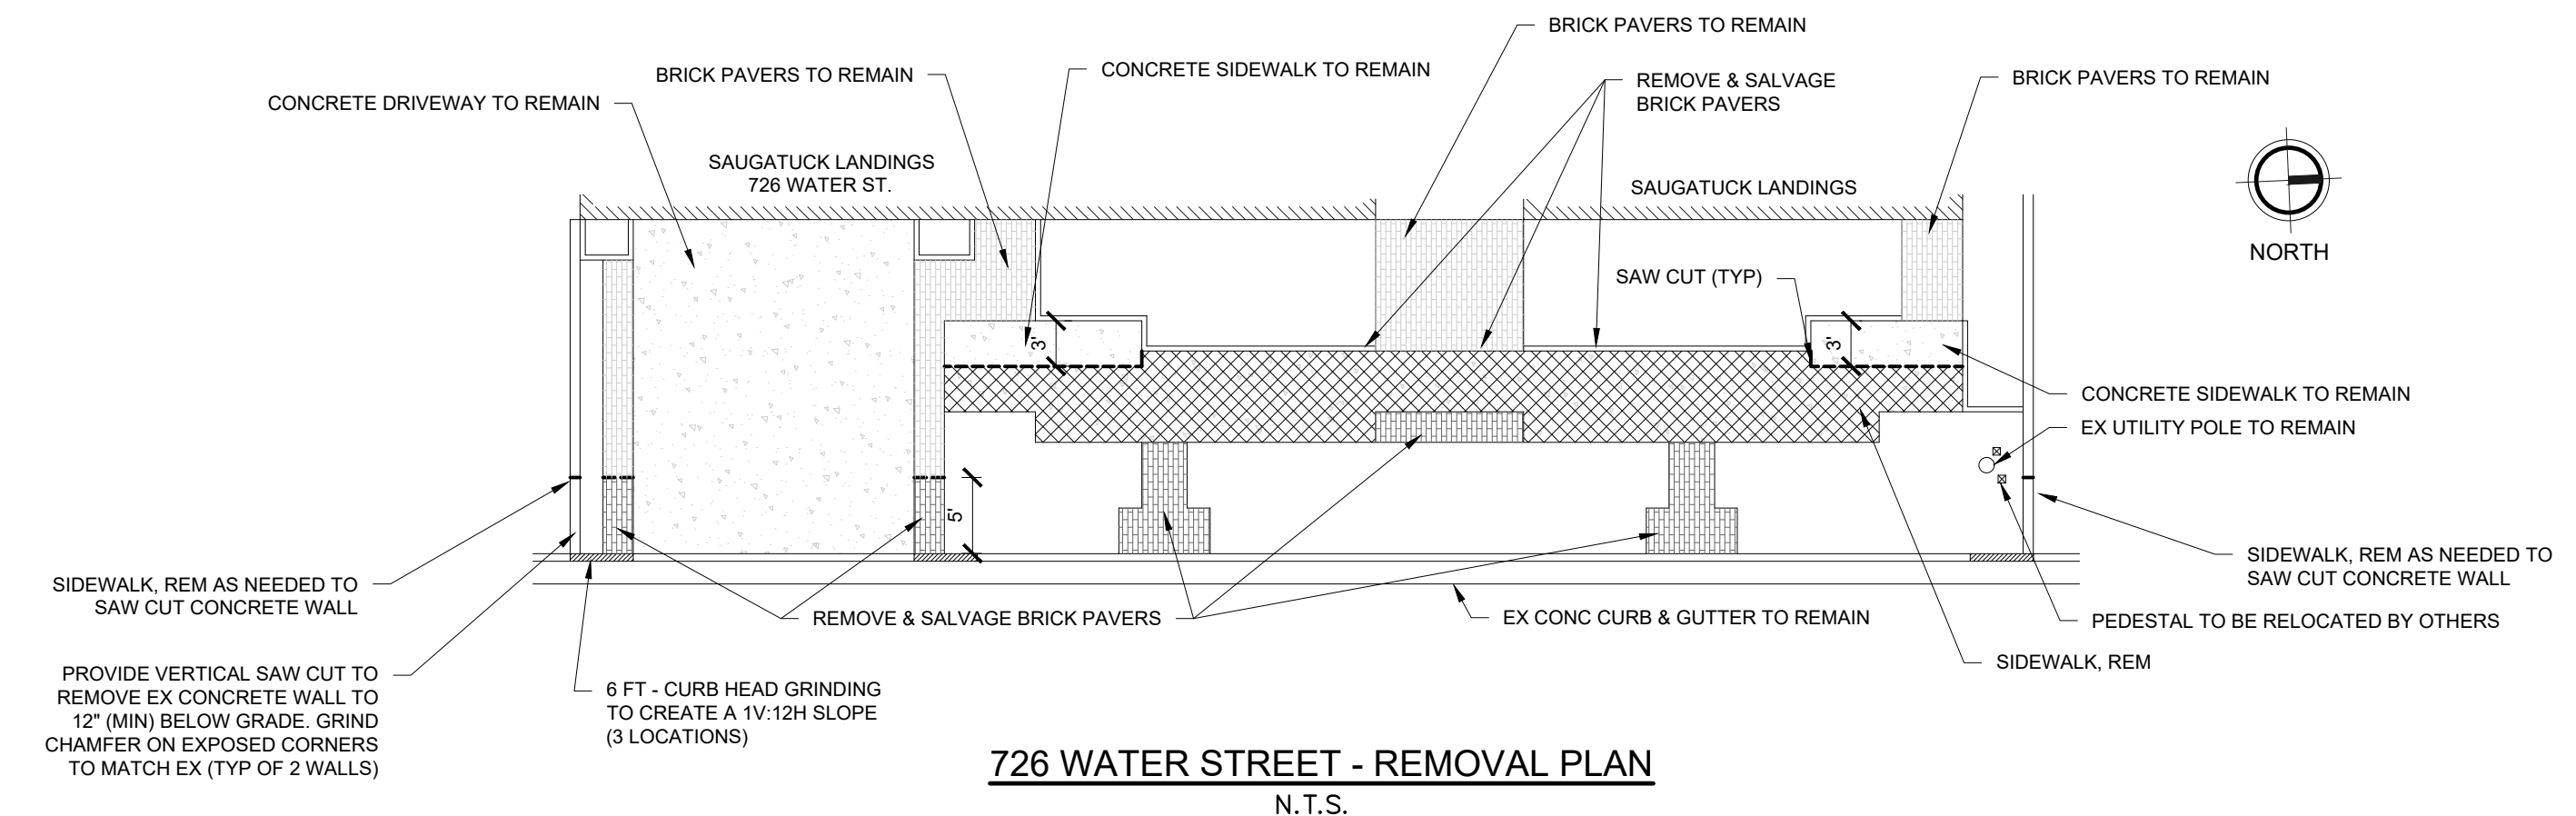 BRICK PAVERS TO REMAIN
BRICK PAVERS TO REMAIN
CONCRETE SIDEWALK TO REMAIN
REMOVE & SALVAGE
BRICK PAVERS
BRICK PAVERS TO REMAIN
CONCRETE DRIVEWAY TO REMAIN
SAUGATUCK LANDINGS
726 WATER ST.
SAUGATUCK LANDINGS
NORTH
SAW CUT (TYP)
3'
3'
CONCRETE SIDEWALK TO REMAIN
EX UTILITY POLE TO REMAIN
5'
SIDEWALK, REM AS NEEDED TO
SAW CUT CONCRETE WALL
SIDEWALK, REM AS NEEDED TO
SAW CUT CONCRETE WALL
REMOVE & SALVAGE BRICK PAVERS
EX CONC CURB & GUTTER TO REMAIN
PEDESTAL TO BE RELOCATED BY OTHERS
SIDEWALK, REM
PROVIDE VERTICAL SAW CUT TO
REMOVE EX CONCRETE WALL TO
12" (MIN) BELOW GRADE. GRIND
CHAMFER ON EXPOSED CORNERS
TO MATCH EX (TYP OF 2 WALLS)
6 FT - CURB HEAD GRINDING
TO CREATE A 1V:12H SLOPE
(3 LOCATIONS)
726 WATER STREET - REMOVAL PLAN
N.T.S.